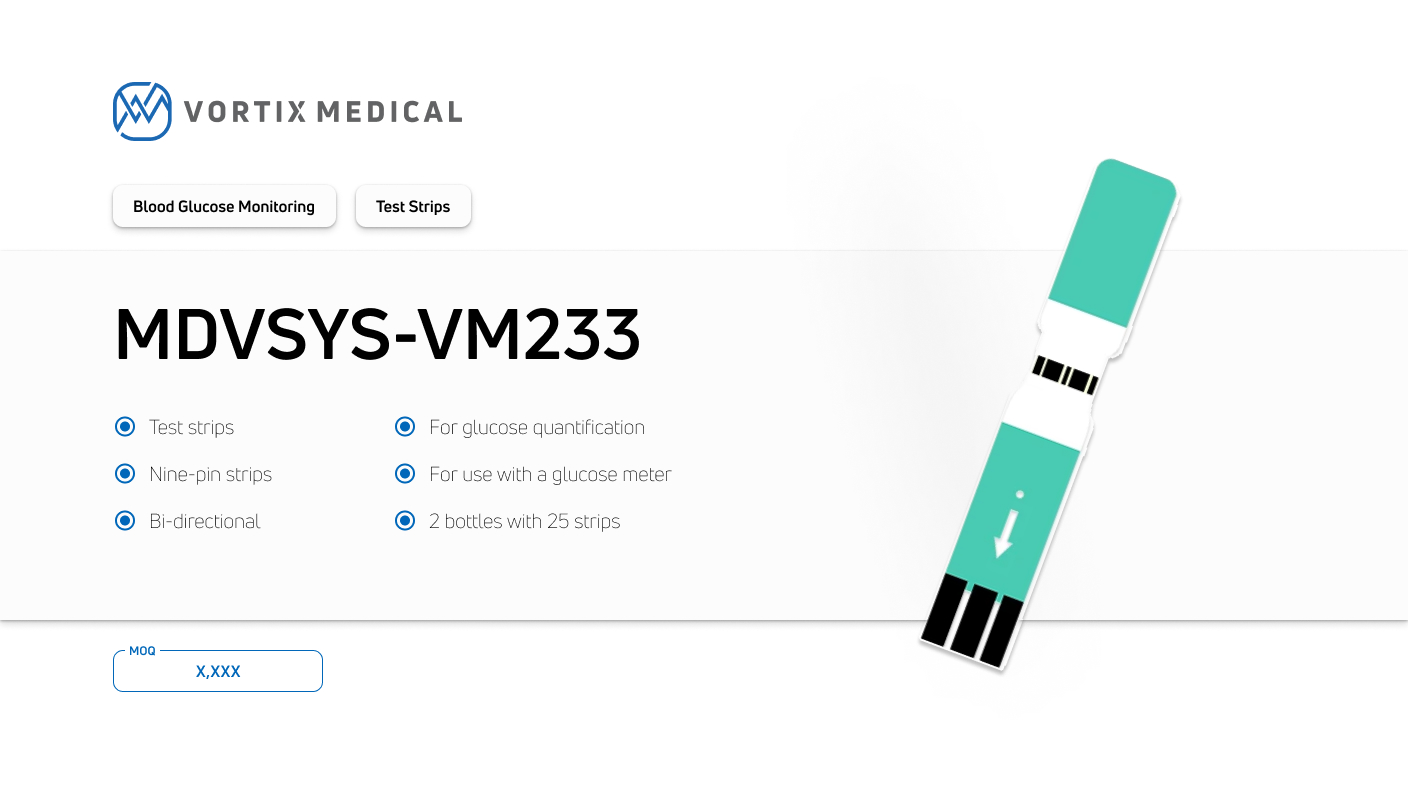 VORTIX MEDICAL
Blood Glucose Monitoring
Test Strips
MDVSYS-VM233
Test strips
For glucose quantification
Nine-pin strips
For use with a glucose meter
Bi-directional
2 bottles with 25 strips
MOQ
X,XXX